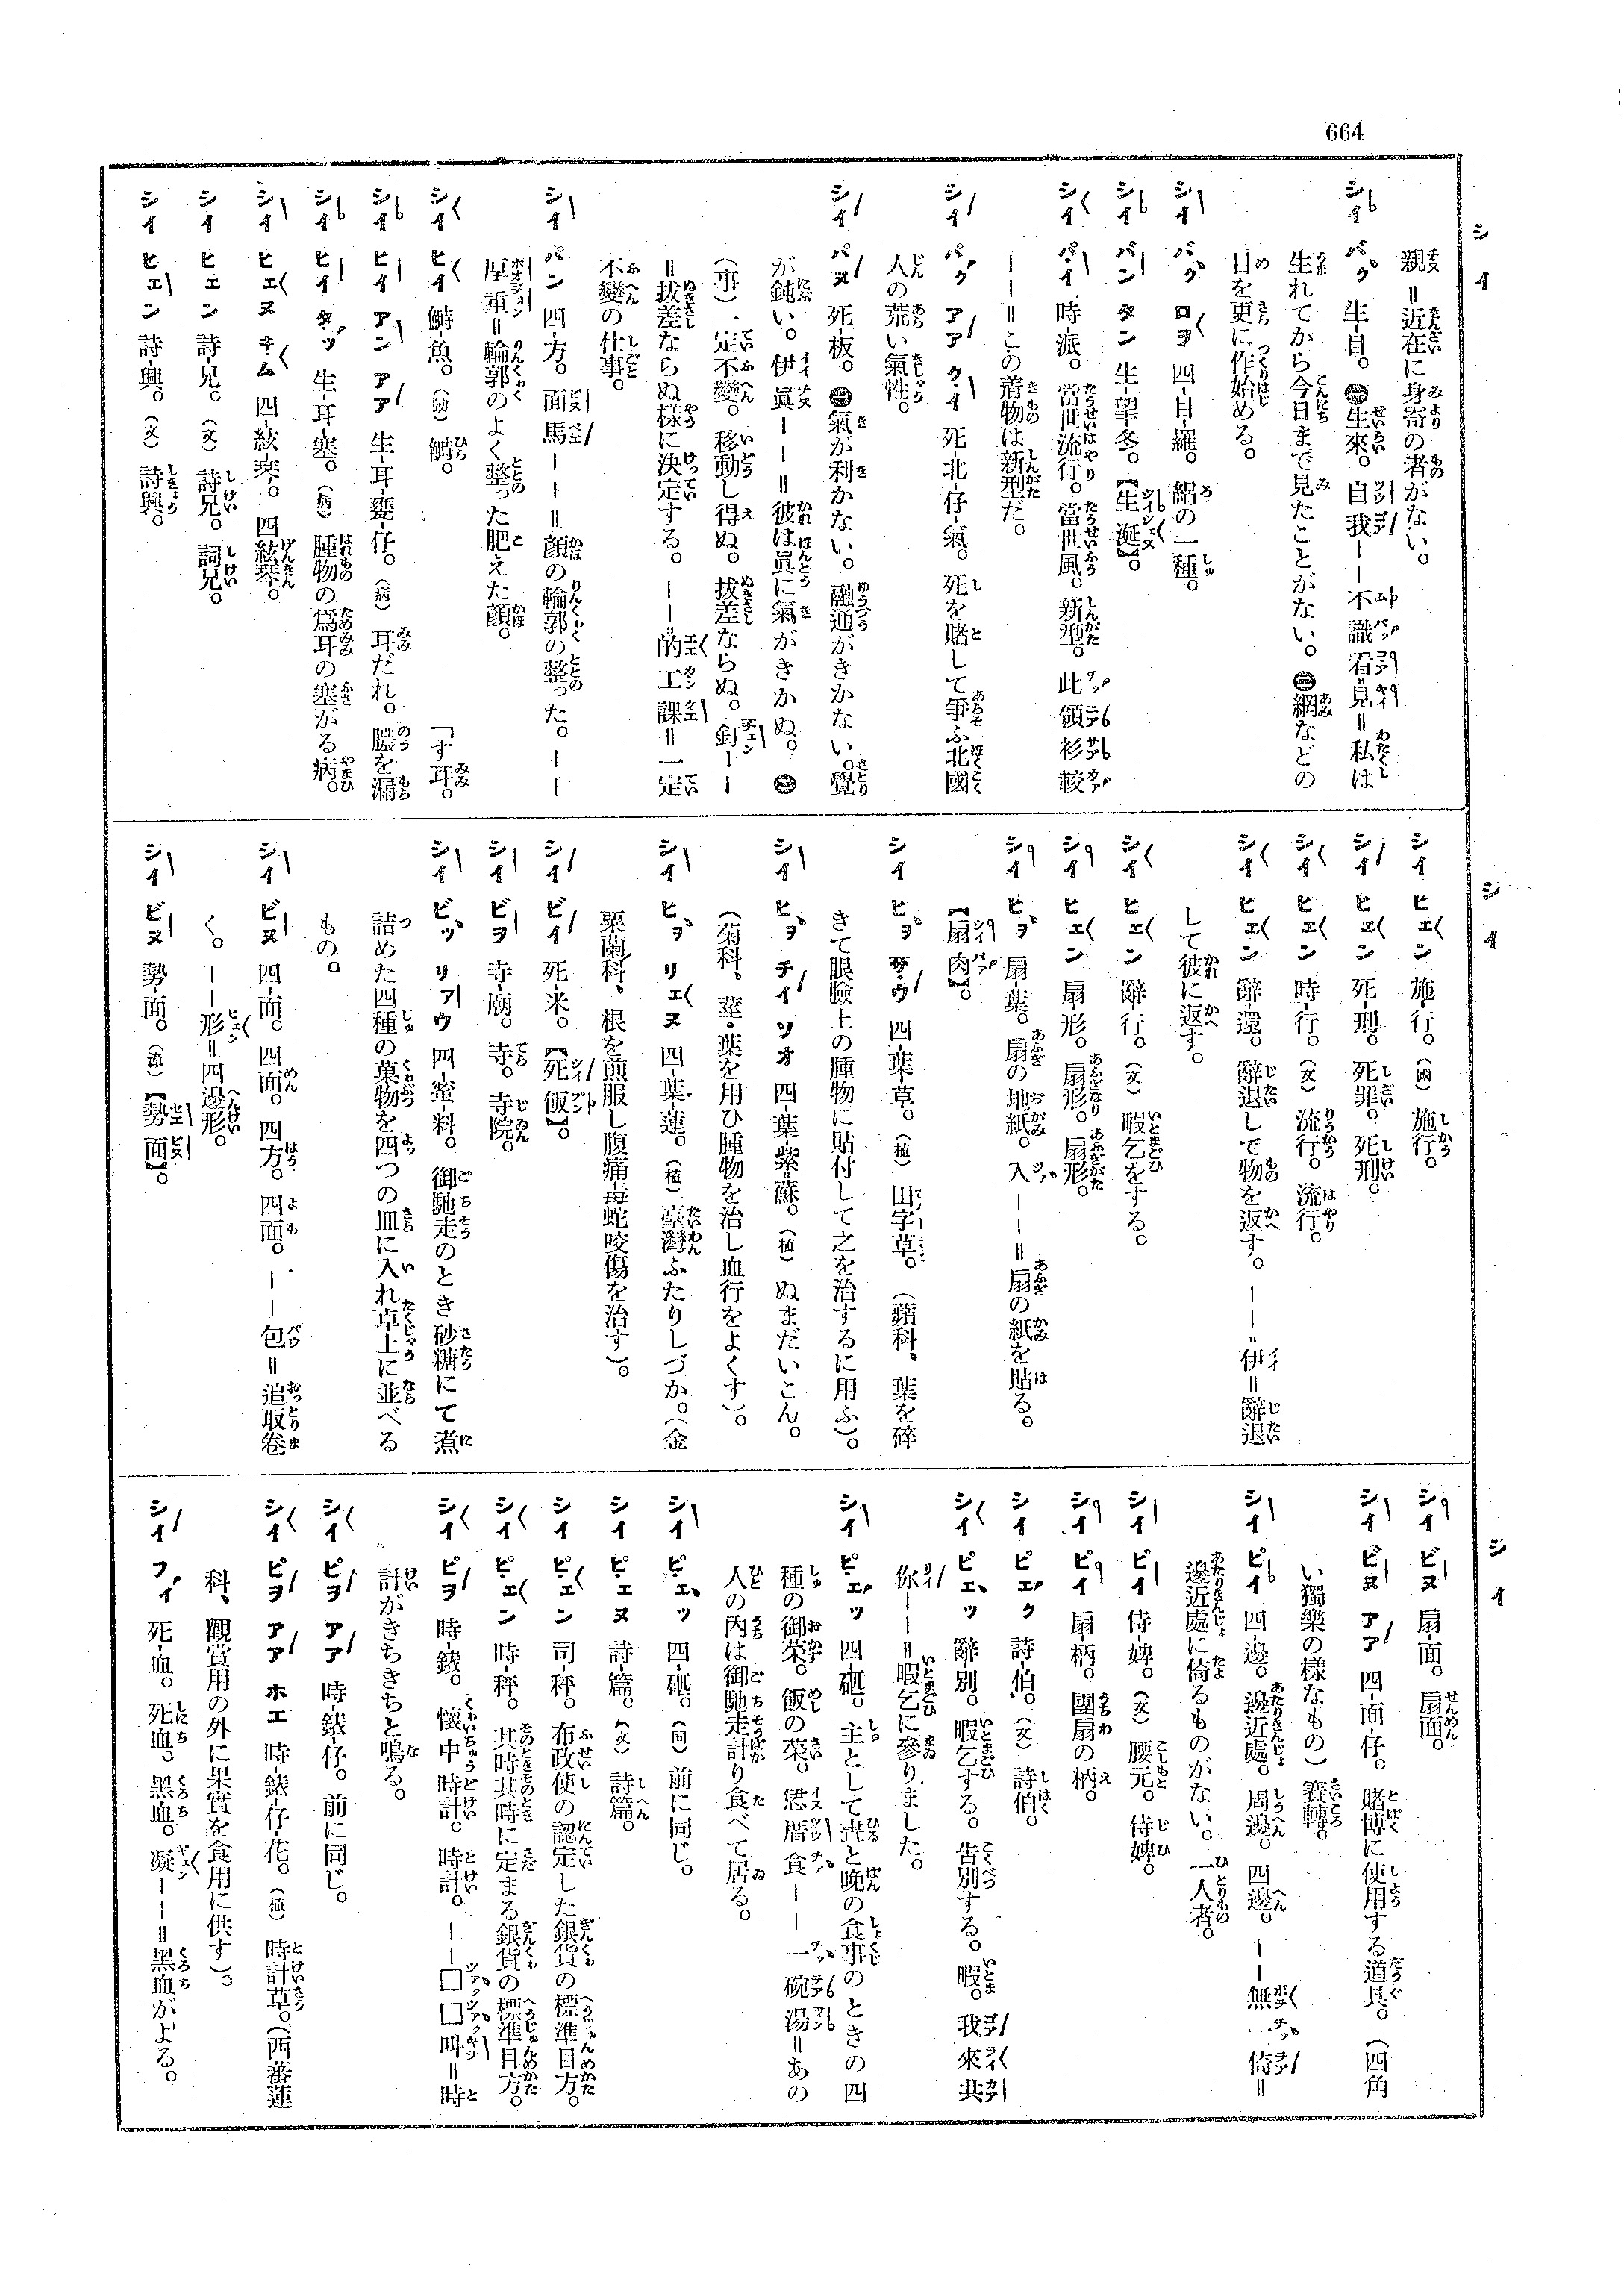 664
シイ
親＝近在に身寄の者がない。
シイ バク 生-目。㊀生來。自我――不識看見＝私は
生れてから今日まで見たことがない。㊁網などの
目を更に作始める。
シイ バク ロヲ 四-目-羅。絽の一種。
シイ バン タン 生-望-冬。【生誕】。
シイ パイ 時-派。當世流行。當世風。新型。此領衫較
――＝この着物は新型だ。
シイ パク アア クイ 死-北-仔-氣。死を賭して爭ふ北國
人の荒い氣性。
シイ パヌ 死-板。㊀氣が利かない。融通がきかない。覺
が鈍い。伊眞――＝彼は眞に氣がきかぬ。㊁
(事)一定不變。移動し得ぬ。拔差ならぬ。釘――
＝拔差ならぬ樣に決定する。――的工課＝一定
不變の仕事。
シイ パン 四-方。面馬――＝顏の輪郭の整った。――
厚重＝輪郭のよく整った肥えた顏。
シイ ヒイ 鰣-魚。(動)鰣。
シイ ヒイ アン アア 生-耳-甕-仔。(病)耳だれ。膿を漏
「す耳。
シイ ヒイ タッ 生-耳-塞。(病)腫物の爲耳の塞がる病。
シイ ヒェヌ キム 四-絃-琴。四絃琴。
シイ ヒェン 詩-兄。(文)詩兄。詞兄。
シイ ヒェン 詩-興。(文)詩興。
シイ
シイ ヒェン 施-行。(國)施行。
シイ ヒェン 死-刑。死罪。死刑。
シイ ヒェン 時-行。(文)流行。流行。
シイ ヒェン 辭-還。辭退して物を返す。――伊＝辭退
して彼に返す。
シイ ヒェン 辭-行。(文)暇乞をする。
シイ ヒェン 扇-形。扇形。扇形。
シイ ヒヲ 扇-葉。扇の地紙。入――＝扇の紙を貼る。
【扇肉】。
シイ ヒヲ サウ 四-葉-草。(植)田字草。(蘋科、葉を碎
きて眼瞼上の腫物に貼付して之を治するに用ふ)。
シイ ヒヲ チイ ソオ 四-葉-紫-蘇。(植)ぬまだいこん。
(菊科、莖・葉を用ひ腫物を治し血行をよくす)。
シイ ヒヲ リェヌ 四-葉-蓮。(植)臺灣ふたりしづか。(金
粟蘭科、根を煎服し腹痛毒蛇咬傷を治す)。
シイ ビイ 死-米。【死飯】。
シイ ビヲ 寺-廟。寺。寺院。
シイ ビッ リァウ 四-蜜-料。御馳走のとき砂糖にて煮
詰めた四種の菓物を四つの皿に入れ卓上に並べる
もの。
シイ ビヌ 四-面。四面。四方。四面。――包＝追取卷
く。――形＝四邊形。
シイ ビヌ 勢-面。(節)【勢面】。
シイ
シイ ビヌ 扇-面。扇面。
シイ ビヌ アア 四-面-仔。賭博に使用する道具。(四角
い獨樂の樣なもの)賽轉。
シイ ピイ 四-邊。邊近處。周邊。四邊。――無一倚＝
邊近處に倚るものがない。一人者。
シイ ピイ 侍-婢。(文)腰元。侍婢。
シイ ピイ 扇-柄。團扇の柄。
シイ ピェク 詩-伯。(文)詩伯。
シイ ピェッ 辭-別。暇乞する。告別する。暇。我來共
你――＝暇乞に參りました。
シイ ピェッ 四-砸。主として晝と晩の食事のときの四
種の御菜。飯の菜。恁厝食――一碗湯＝あの
人の內は御馳走計り食べて居る。
シイ ピェッ 四-砸。(同)前に同じ。
シイ ピェヌ 詩-篇。(文)詩篇。
シイ ピェン 司-秤。布政使の認定した銀貨の標準目方。
シイ ピェン 時-秤。其時其時に定まる銀貨の標準目方。
シイ ピヲ 時-錶。懷中時計。時計。――□□叫＝時
計がきちきちと鳴る。
シイ ピヲ アア 時-錶-仔。前に同じ。
シイ ピヲ アア ホエ 時-錶-仔-花。(植)時計草。(西蕃蓮
科、觀賞用の外に果實を食用に供す)。
シイ フイ 死-血。死血。黑血。凝――＝黑血がよる。